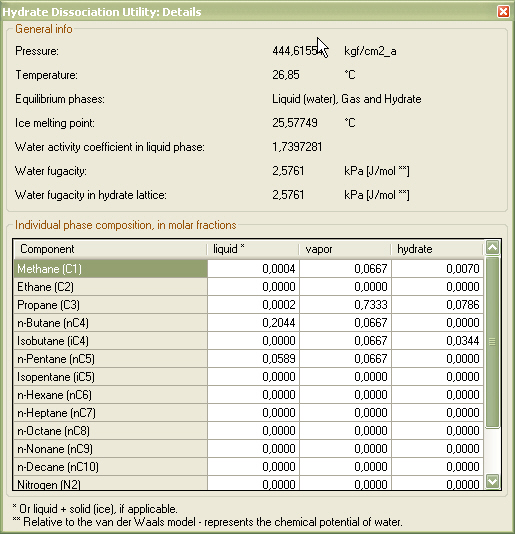 Hydrate Dissociation Utility: Details
General info
Pressure: 444,6155 kgf/cm2_a
Temperature: 26,85 °C
Equilibrium phases: Liquid (water), Gas and Hydrate
Ice melting point: 25,57749 °C
Water activity coefficient in liquid phase: 1,7397281
Water fugacity: 2,5761 kPa [J/mol **)]
Water fugacity in hydrate lattice: 2,5761 kPa [J/mol **)]
Individual phase composition, in molar fractions
Component liquid * vapor hydrate
Methane (C1) 0,0004 0,0667 0,0070
Ethane (C2) 0,0000 0,0000 0,0000
Propane (C3) 0,0002 0,7333 0,0786
n-Butane (nC4) 0,2044 0,0667 0,0000
Isobutane (iC4) 0,0000 0,0667 0,0344
n-Pentane (nC5) 0,0589 0,0667 0,0000
Isopentane (iC5) 0,0000 0,0000 0,0000
n-Hexane (nC6) 0,0000 0,0000 0,0000
n-Heptane (nC7) 0,0000 0,0000 0,0000
n-Octane (nC8) 0,0000 0,0000 0,0000
n-Nonane (nC9) 0,0000 0,0000 0,0000
n-Decane (nC10) 0,0000 0,0000 0,0000
Nitrogen (N2) 0,0000 0,0000 0,0000
* Or liquid + solid (ice), if applicable.
** Relative to the van der Waals model - represents the chemical potential of water.